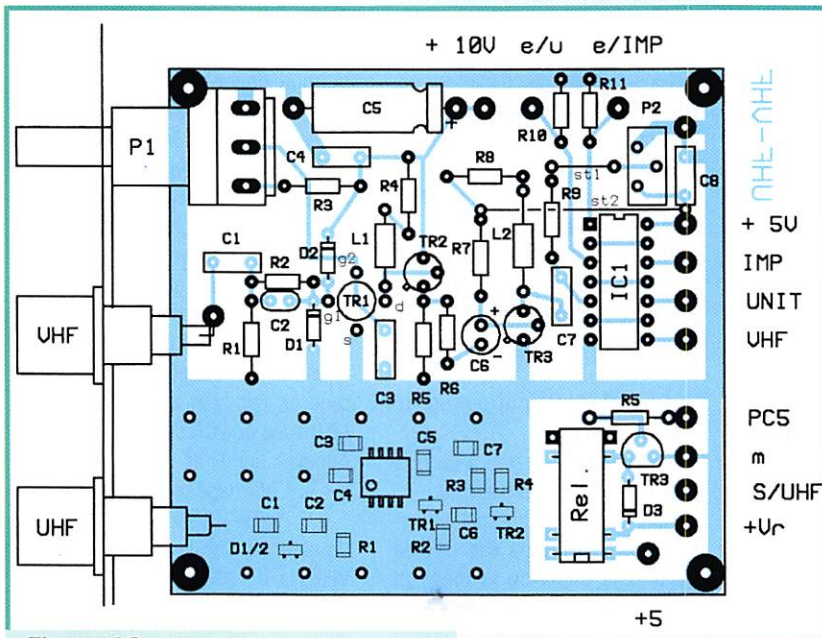 + 10V e/u e/IMP
R11
P2
C5
R10
UHF-VHF
P1
+
C4
R8
C8
st1
R3
R4
R9
st2
+ 5V
C1
D2
L1
TR2
R7
L2
g2
IC1
IMP
R2
TR1
d
+
UNIT
VHF
C2
g1
C7
VHF
R1
D1
s
-
C6
TR3
R6
C3
R5
R5
PC5
C3
C5
C7
m
C4
R3
R4
TR3
Rel.
S/UHF
UHF
C1
C2
TR1
C6
TR2
D3
+Vr
D1/2
R1
R2
+5